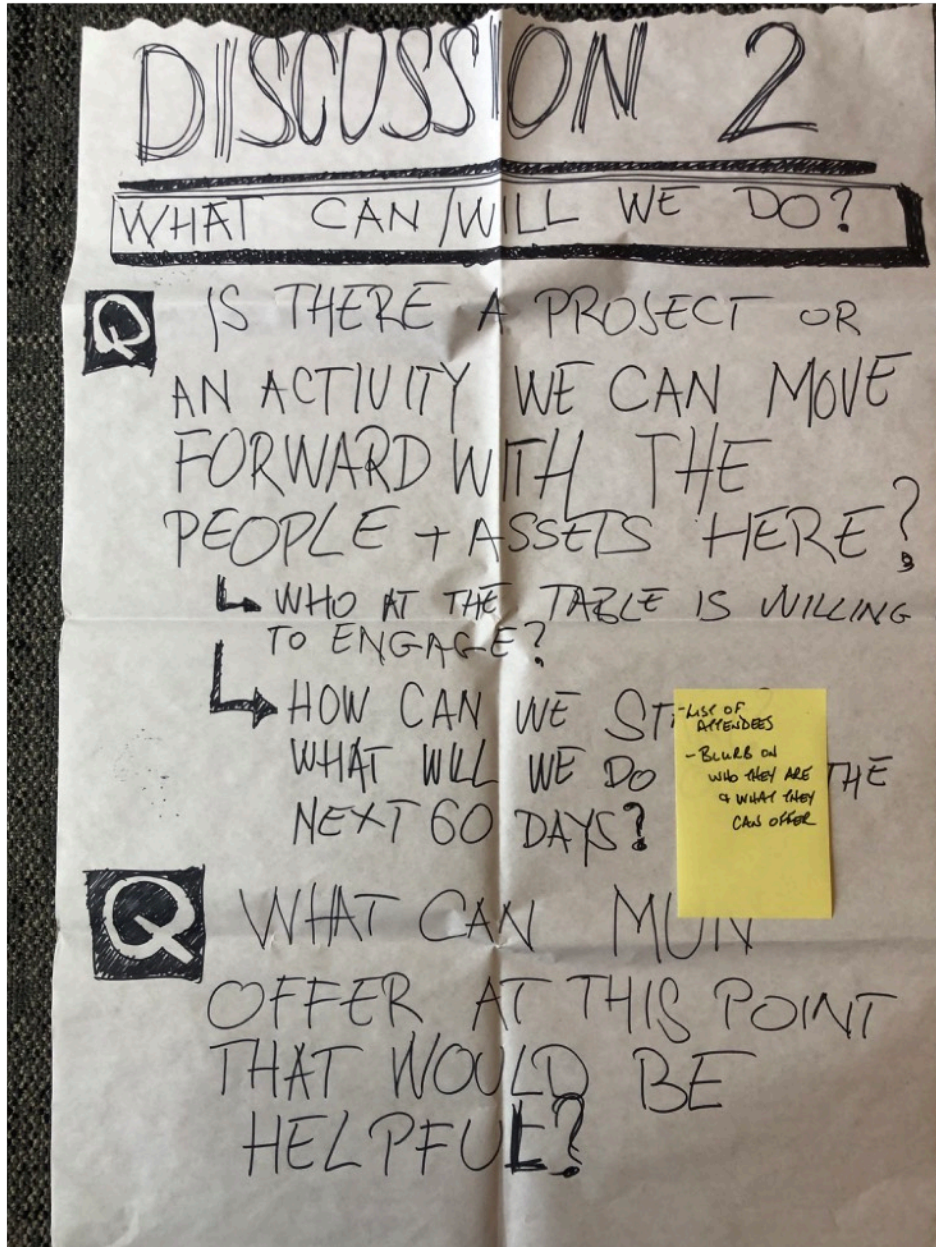 DISCUSSION 2
WHAT CAN/WILL WE DO?
Q IS THERE A PROJECT OR
AN ACTIVITY WE CAN MOVE
FORWARD WITH THE
PEOPLE + ASSETS HERE?
WHO AT THE TABLE IS WILLING
TO ENGAGE?
HOW CAN WE
WHAT WILL WE DO THE
NEXT 60 DAYS?
- LIST OF
ATTENDEES
- BLURB ON
WHO THEY ARE
& WHAT THEY
CAN OFFER
Q WHAT CAN MUN
OFFER AT THIS POINT
THAT WOULD BE
HELPFUL?